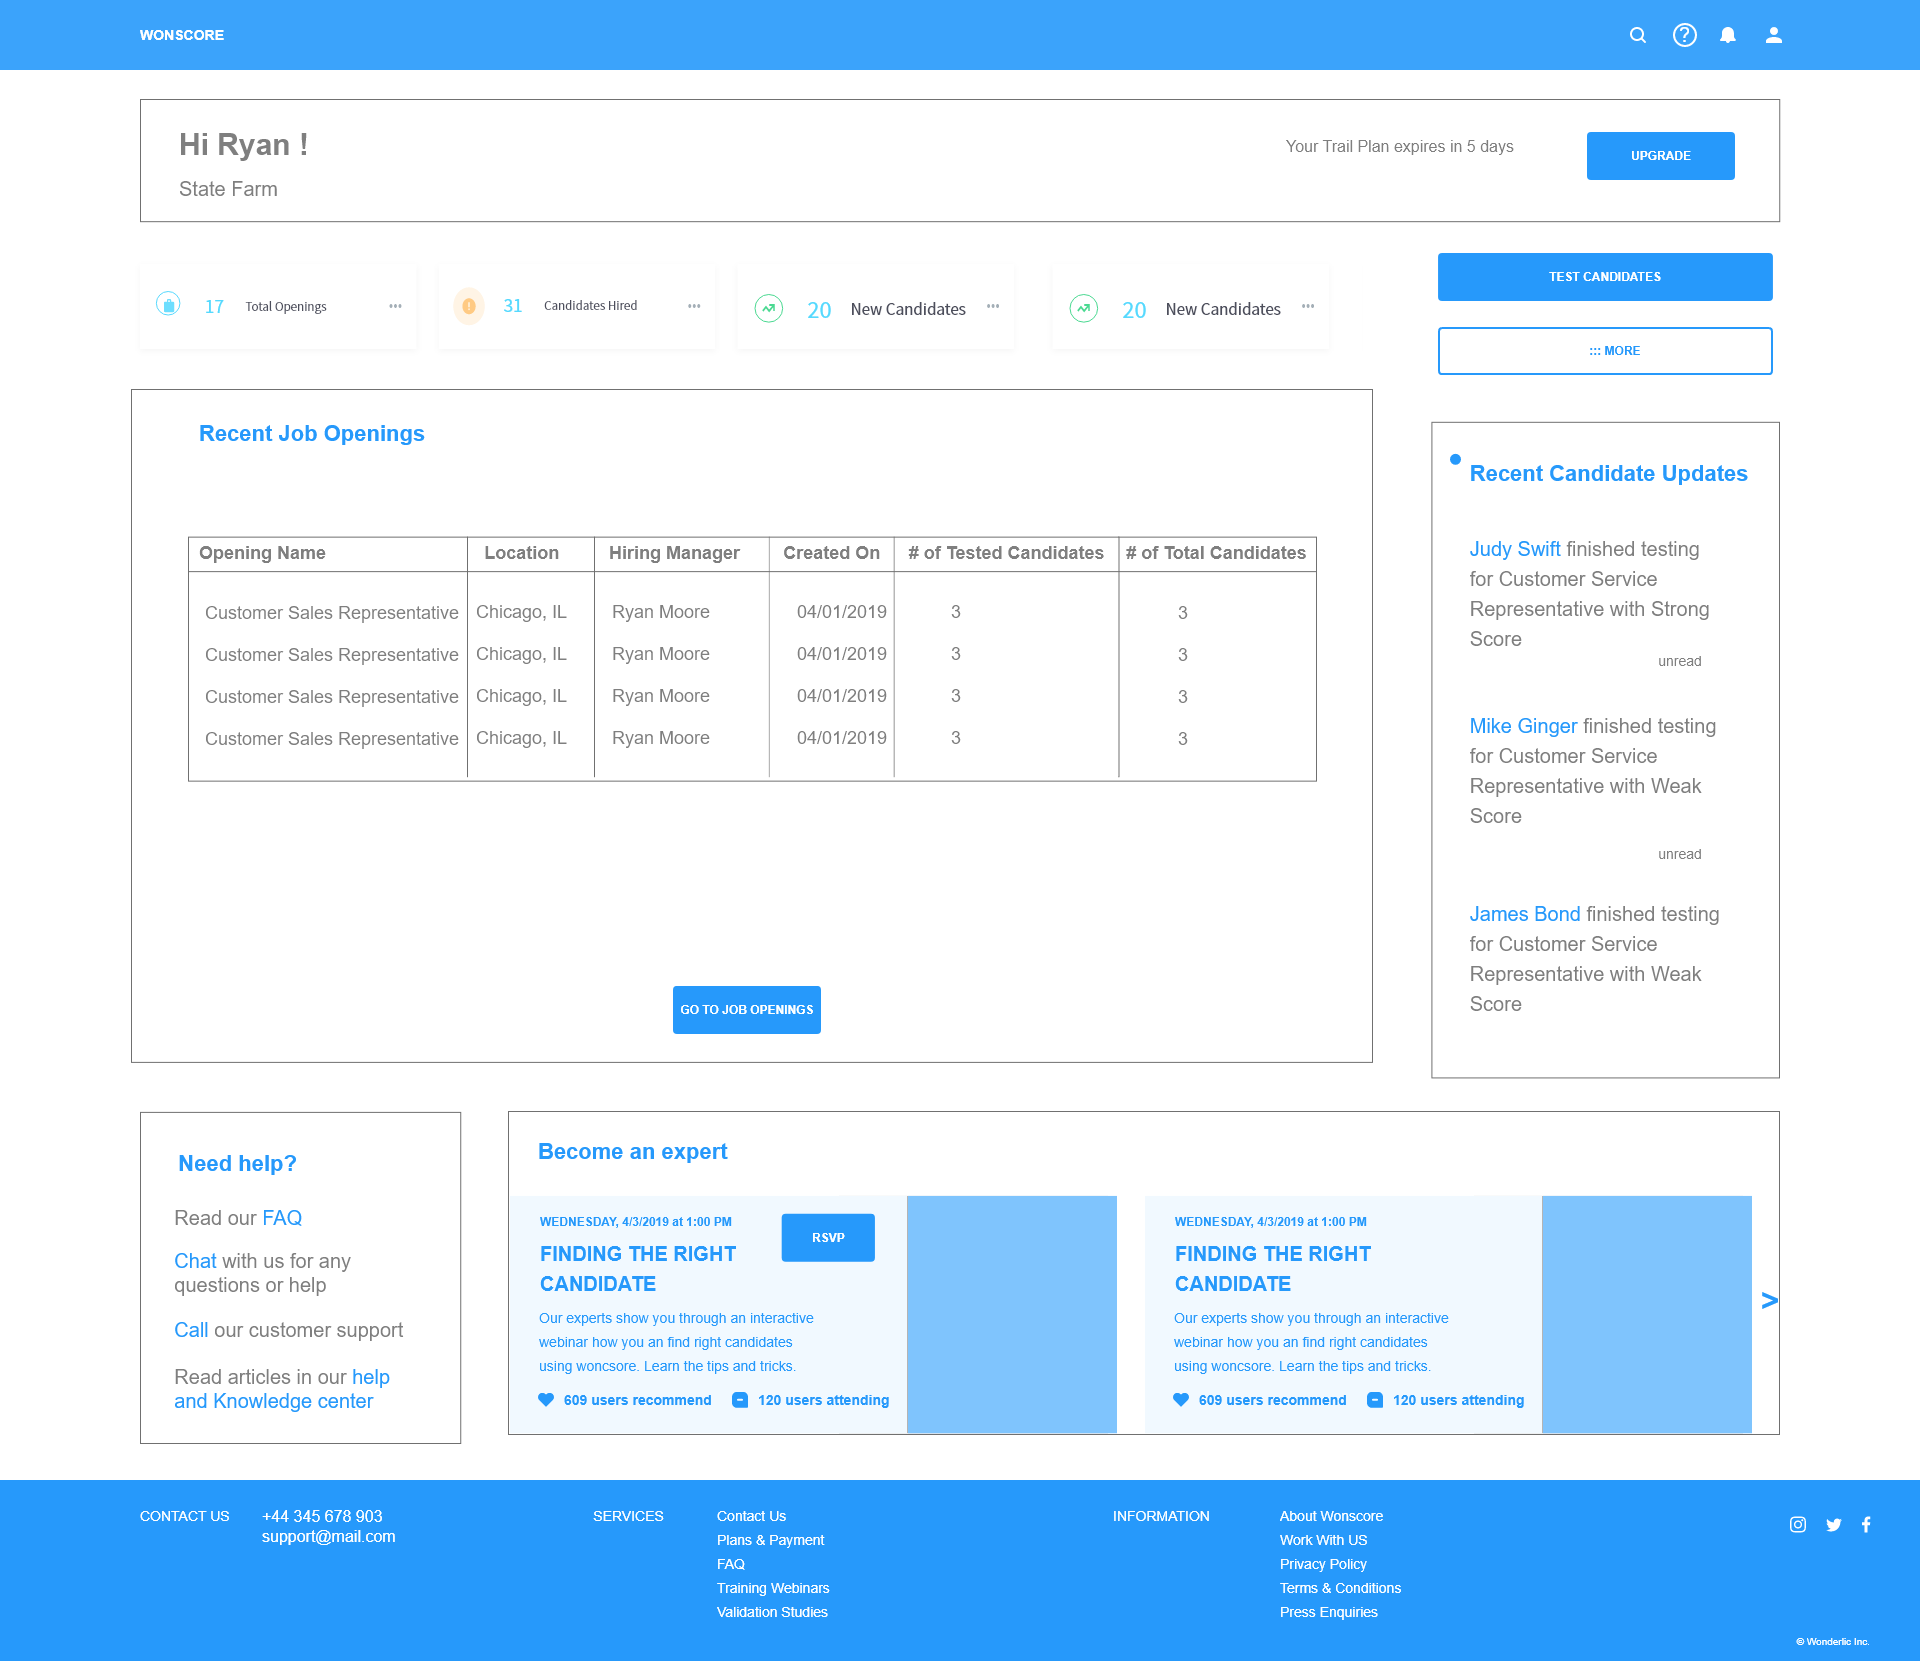 WONSCORE
Hi Ryan !
State Farm
Your Trail Plan expires in 5 days
UPGRADE
17 Total Openings
31 Candidates Hired
20 New Candidates
20 New Candidates
TEST CANDIDATES
::: MORE
Recent Job Openings
Opening Name Location Hiring Manager Created On # of Tested Candidates # of Total Candidates
Customer Sales Representative Chicago, IL Ryan Moore 04/01/2019 3 3
Customer Sales Representative Chicago, IL Ryan Moore 04/01/2019 3 3
Customer Sales Representative Chicago, IL Ryan Moore 04/01/2019 3 3
Customer Sales Representative Chicago, IL Ryan Moore 04/01/2019 3 3
GO TO JOB OPENINGS
Recent Candidate Updates
Judy Swift finished testing
for Customer Service
Representative with Strong
Score
unread
Mike Ginger finished testing
for Customer Service
Representative with Weak
Score
unread
James Bond finished testing
for Customer Service
Representative with Weak
Score
Need help?
Read our FAQ
Chat with us for any
questions or help
Call our customer support
Read articles in our help
and Knowledge center
Become an expert
WEDNESDAY, 4/3/2019 at 1:00 PM
RSVP
FINDING THE RIGHT
CANDIDATE
Our experts show you through an interactive
webinar how you an find right candidates
using woncsore. Learn the tips and tricks.
609 users recommend 120 users attending
WEDNESDAY, 4/3/2019 at 1:00 PM
FINDING THE RIGHT
CANDIDATE
Our experts show you through an interactive
webinar how you an find right candidates
using woncsore. Learn the tips and tricks.
609 users recommend 120 users attending
>
CONTACT US
+44 345 678 903
support@mail.com
SERVICES
Contact Us
Plans & Payment
FAQ
Training Webinars
Validation Studies
INFORMATION
About Wonscore
Work With US
Privacy Policy
Terms & Conditions
Press Enquiries
© Wonderlic Inc.